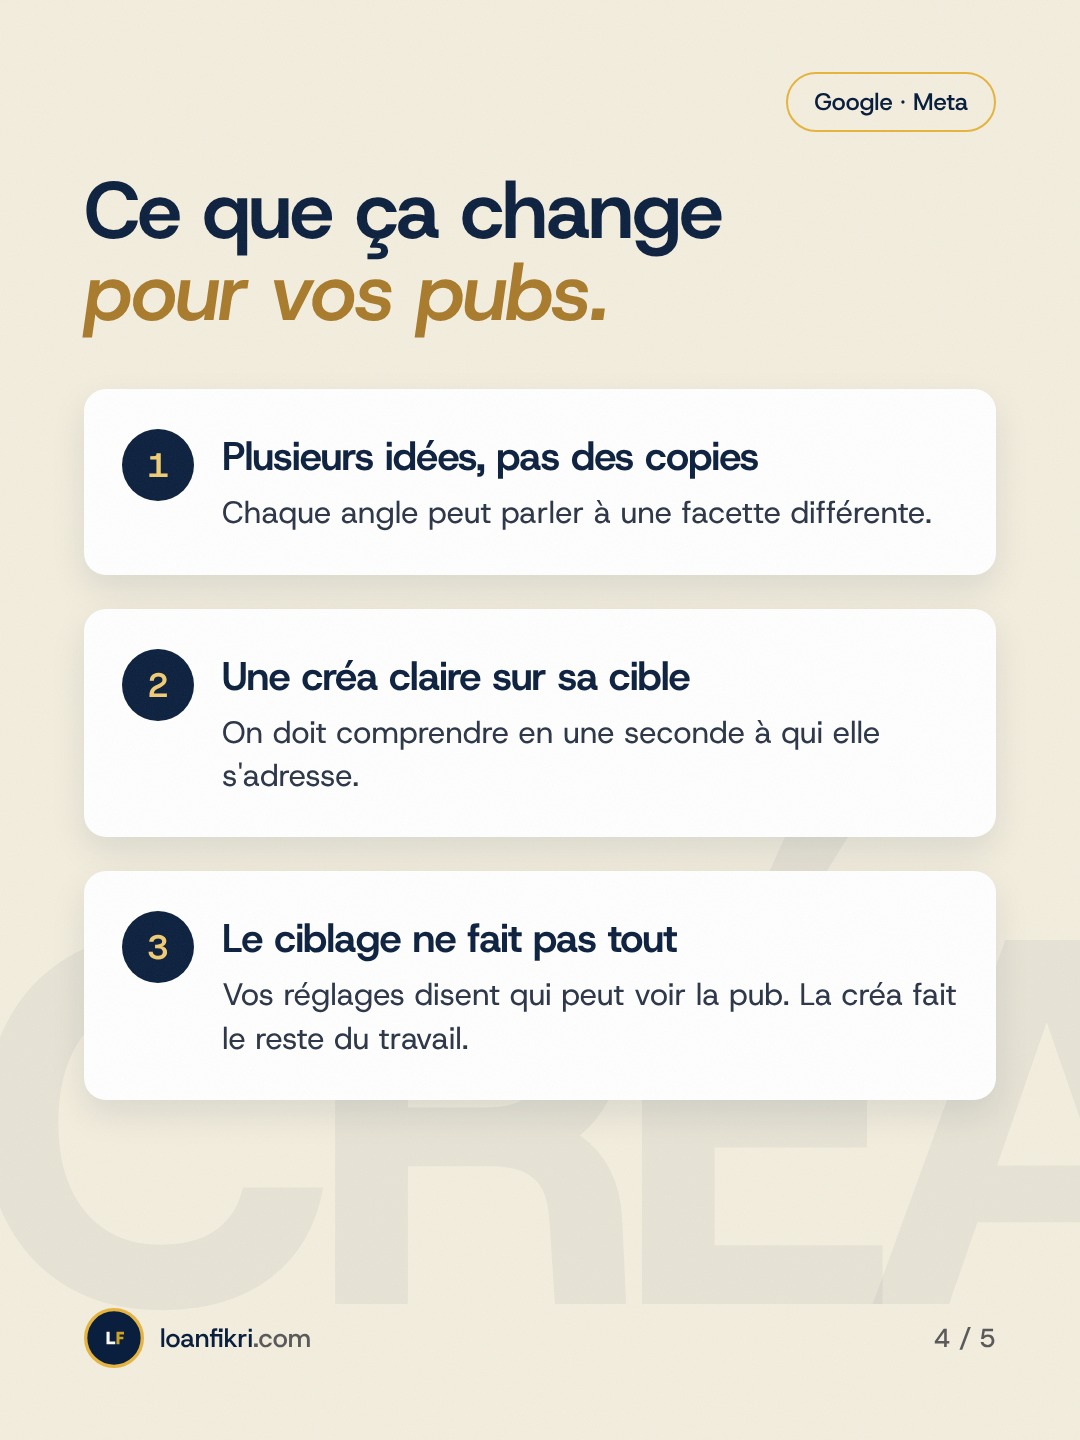 Google · Meta
Ce que ça change
pour vos pubs.
1
Plusieurs idées, pas des copies
Chaque angle peut parler à une facette différente.
2
Une créa claire sur sa cible
On doit comprendre en une seconde à qui elle
s'adresse.
3
Le ciblage ne fait pas tout
Vos réglages disent qui peut voir la pub. La créa fait
le reste du travail.
CRÉA
LF
loanfikri.com
4 / 5